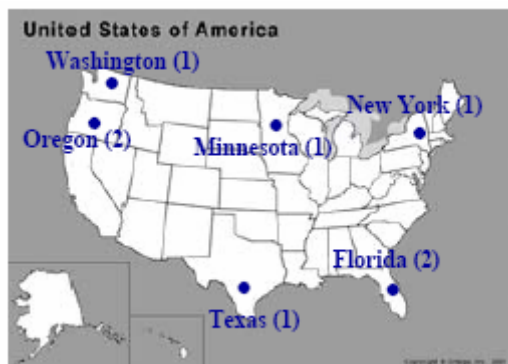 United States of America
Washington (1)
New York (1)
Oregon (2)
Minnesota (1)
Florida (2)
Texas (1)